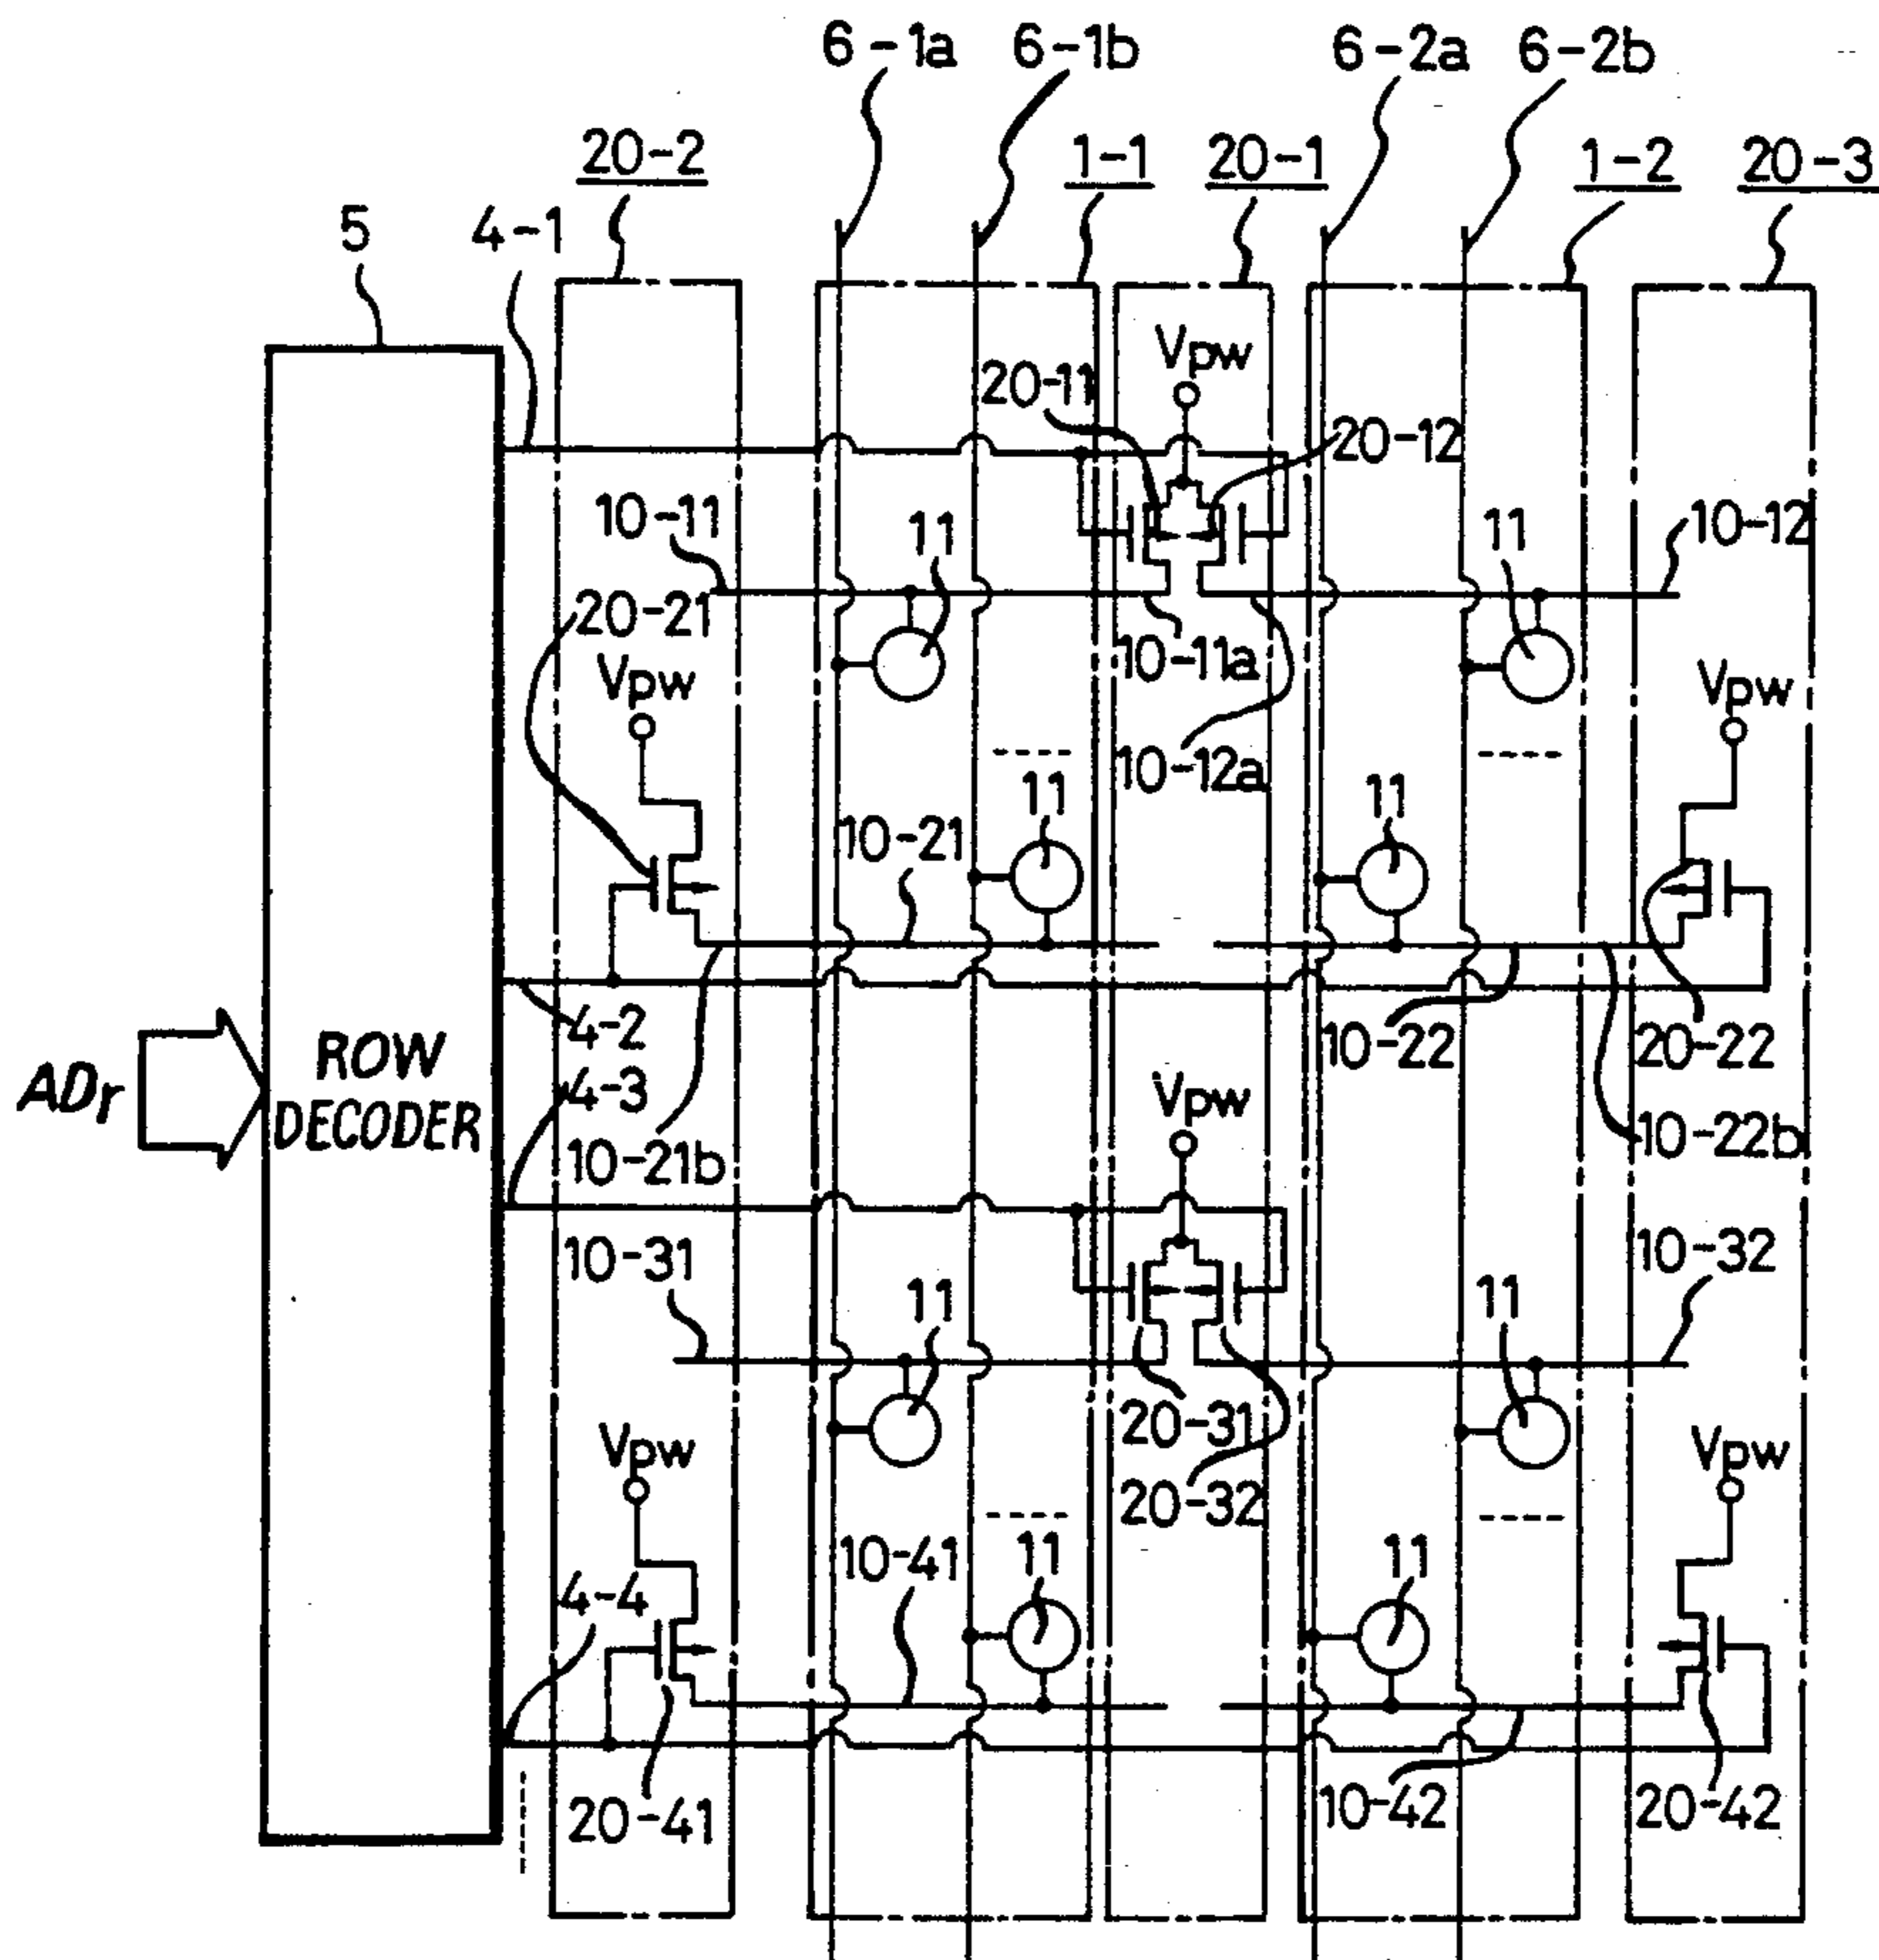 6-1a 6-1b 6-2a 6-2b
20-2 1-1 20-1 1-2 20-3
5 4-1
Vpw
20-11
20-12
10-11 11 11 10-12
20-21
10-11a
Vpw Vpw
10-12a
11 11
10-21
4-2 10-22 20-22
ADr ROW
DECODER
4-3 Vpw
10-21b 10-22b
10-31 10-32
11 11
20-31
Vpw Vpw
20-32
10-41 11 11
4-4
20-41 10-42 20-42